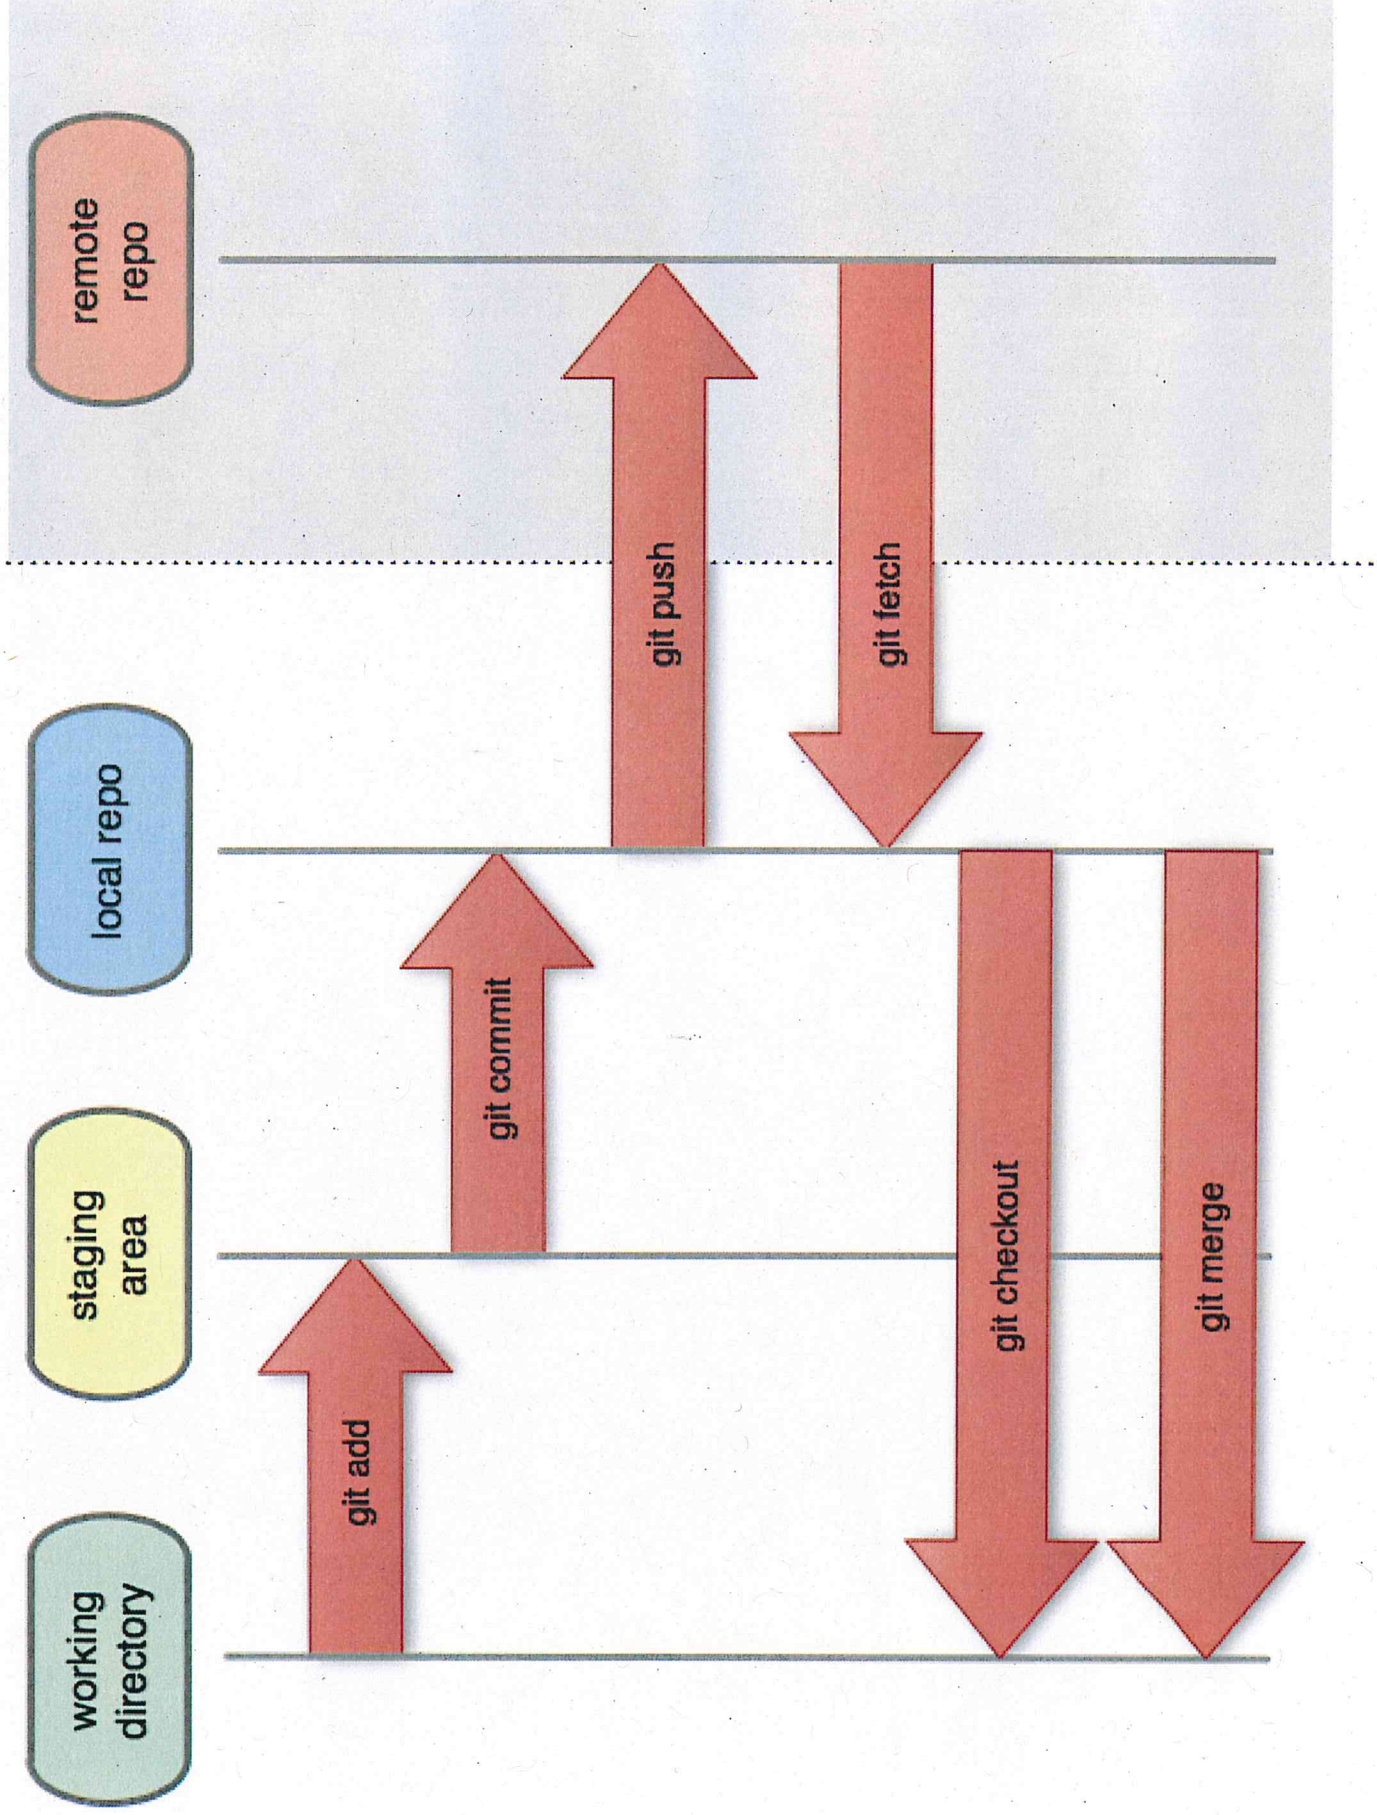 working
directory
staging
area
local repo
remote
repo
git add
git commit
git push
git fetch
git checkout
git merge